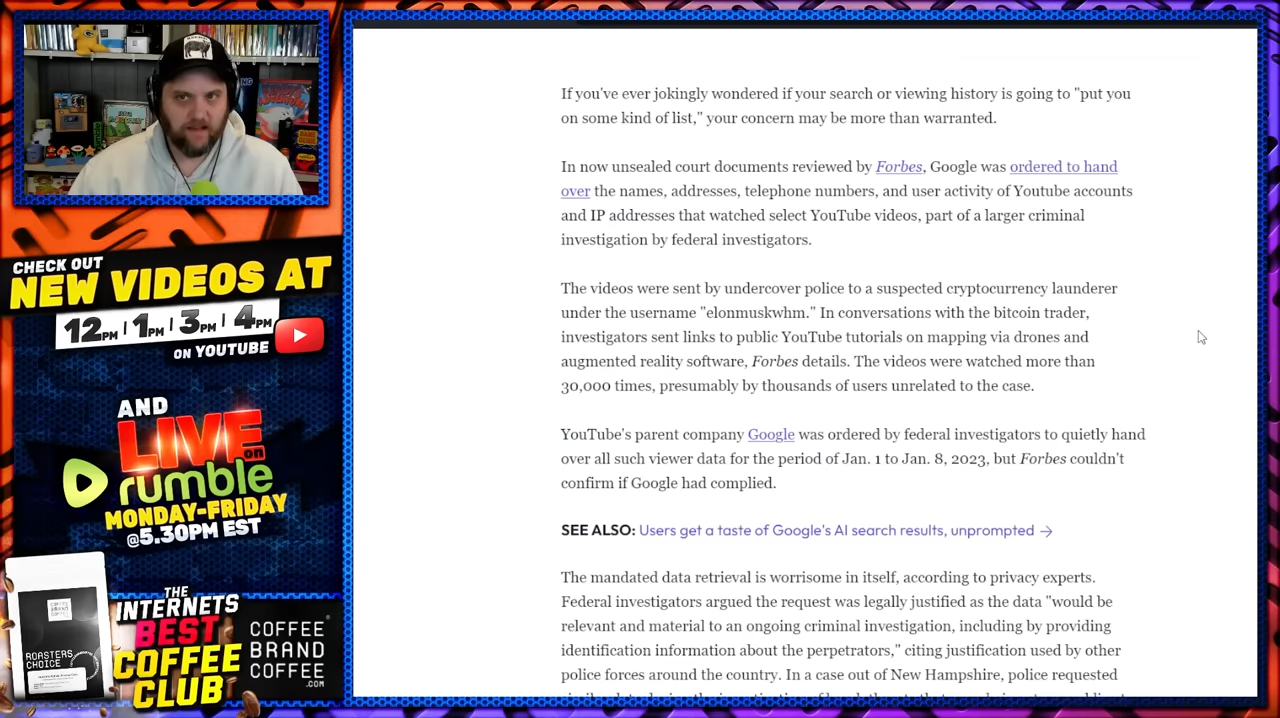 CHECK OUT
NEW VIDEOS AT
12PM | 1PM | 3PM | 4PM
ON YOUTUBE
AND
LIVE on
rumble
MONDAY-FRIDAY
@5.30PM EST
ROASTERS
CHOICE
THE
INTERNETS
BEST
COFFEE
CLUB
COFFEE
BRAND
COFFEE
.COM
If you've ever jokingly wondered if your search or viewing history is going to "put you
on some kind of list," your concern may be more than warranted.
In now unsealed court documents reviewed by Forbes, Google was ordered to hand
over the names, addresses, telephone numbers, and user activity of Youtube accounts
and IP addresses that watched select YouTube videos, part of a larger criminal
investigation by federal investigators.
The videos were sent by undercover police to a suspected cryptocurrency launderer
under the username "elonmuskwhm." In conversations with the bitcoin trader,
investigators sent links to public YouTube tutorials on mapping via drones and
augmented reality software, Forbes details. The videos were watched more than
30,000 times, presumably by thousands of users unrelated to the case.
YouTube's parent company Google was ordered by federal investigators to quietly hand
over all such viewer data for the period of Jan. 1 to Jan. 8, 2023, but Forbes couldn't
confirm if Google had complied.
SEE ALSO: Users get a taste of Google's AI search results, unprompted →
The mandated data retrieval is worrisome in itself, according to privacy experts.
Federal investigators argued the request was legally justified as the data "would be
relevant and material to an ongoing criminal investigation, including by providing
identification information about the perpetrators," citing justification used by other
police forces around the country. In a case out of New Hampshire, police requested